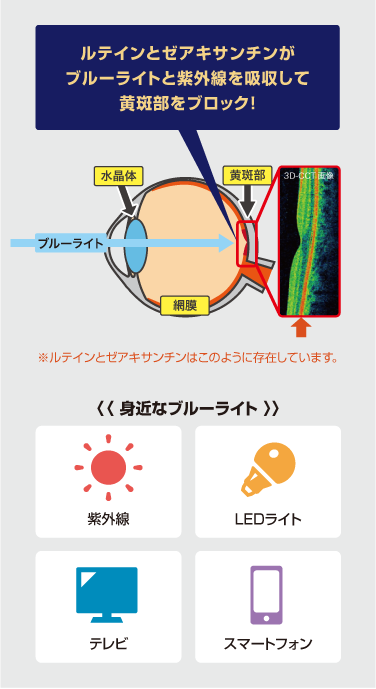 ルテインとゼアキサンチンが
ブルーライトと紫外線を吸収して
黄斑部をブロック!
水晶体
黄斑部
3D-CCT画像
ブルーライト
網膜
※ルテインとゼアキサンチンはこのように存在しています。
《 身近なブルーライト 》
紫外線
LEDライト
テレビ
スマートフォン